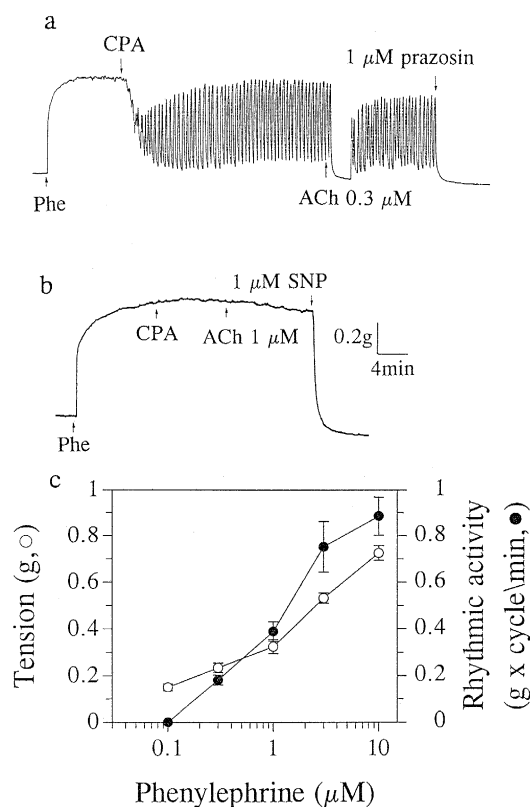 a
CPA
1 μM prazosin
Phe
ACh 0.3 μM
b
1 μM SNP
CPA
ACh 1 μM
0.2g
4min
Phe
c
Tension (g,○)
1
0.8
0.6
0.4
0.2
0
1
0.8
0.6
0.4
0.2
0
Rhythmic activity
(g x cycle\min,●)
0.1
1
10
Phenylephrine (μM)